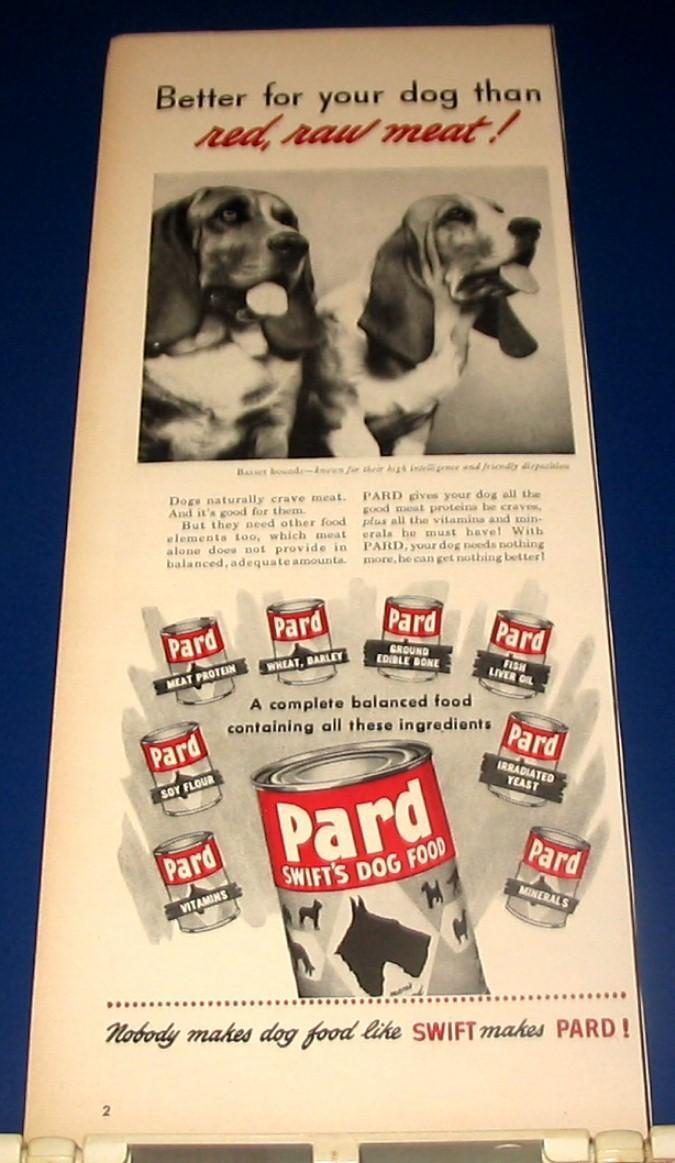 Better for your dog than
red, raw meat!
Basset hounds—known for their high intelligence and friendly disposition
Dogs naturally crave meat.
And it's good for them.
But they need other food
elements too, which meat
alone does not provide in
balanced, adequate amounts.
PARD gives your dog all the
good meat proteins he craves,
plus all the vitamins and min-
erals he must have! With
PARD, your dog needs nothing
more, he can get nothing better!
Pard
MEAT PROTEIN
Pard
WHEAT, BARLEY
Pard
GROUND
EDIBLE BONE
Pard
FISH
LIVER OIL
A complete balanced food
containing all these ingredients
Pard
SOY FLOUR
Pard
IRRADIATED
YEAST
Pard
VITAMINS
Pard
MINERALS
Pard
SWIFT'S DOG FOOD
Nobody makes dog food like SWIFT makes PARD!
2